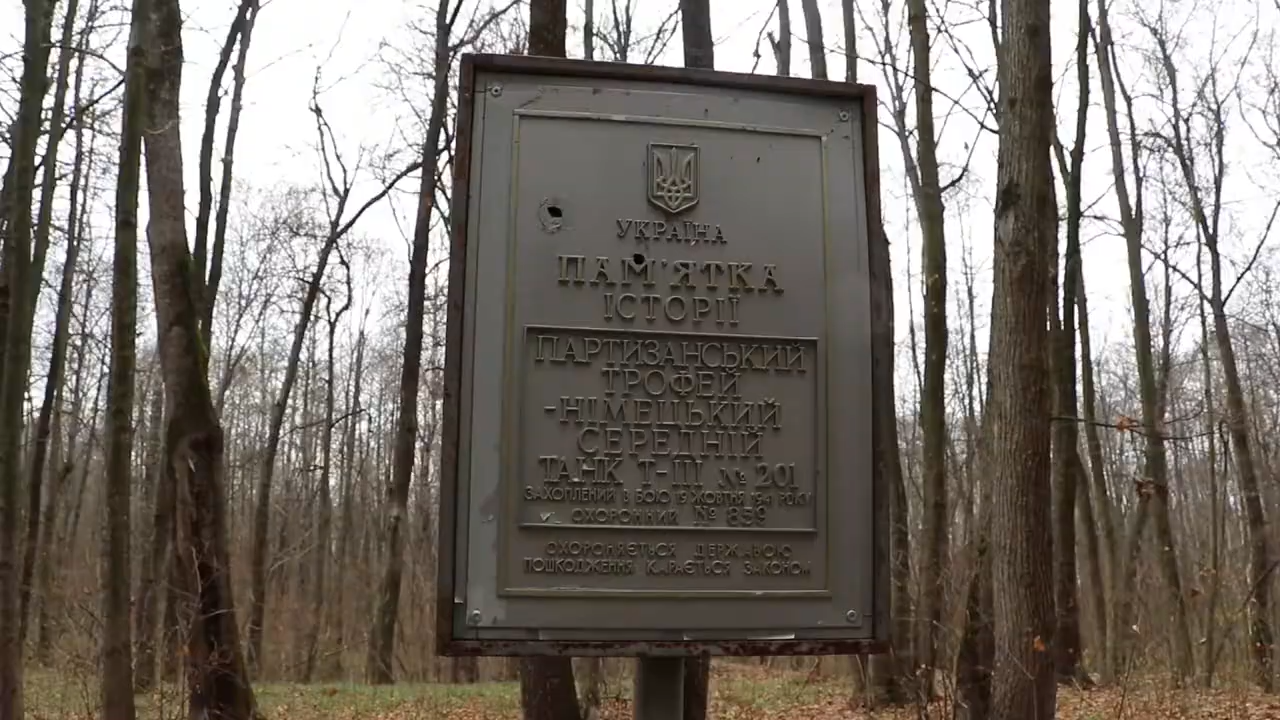 УКРАЇНА
ПАМ'ЯТКА
ІСТОРІЇ
ПАРТИЗАНСЬКИЙ
ТРОФЕЙ
-НІМЕЦЬКИЙ
СЕРЕДНІЙ
ТАНК Т-ІІІ № 201
ЗАХОПЛЕНИЙ В БОЮ 19 ЖОВТНЯ 1941 РОКУ
ОХОРОННИЙ № 859
ОХОРОНЯЄТЬСЯ ДЕРЖАВОЮ
ПОШКОДЖЕННЯ КАРАЄТЬСЯ ЗАКОНОМ